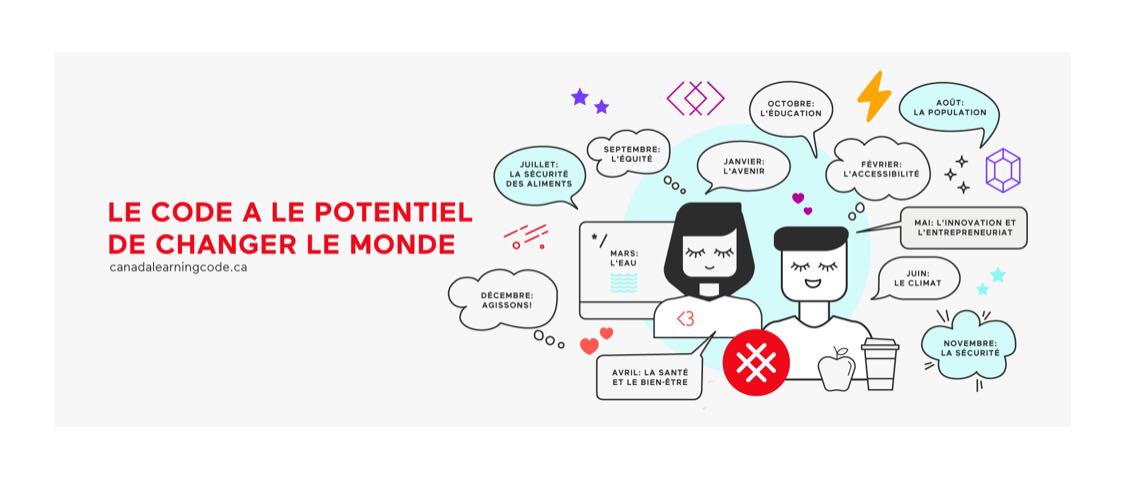 LE CODE A LE POTENTIEL
DE CHANGER LE MONDE
canadalearningcode.ca
OCTOBRE:
L'ÉDUCATION
AOÛT:
LA POPULATION
SEPTEMBRE:
L'ÉQUITÉ
JUILLET:
LA SÉCURITÉ
DES ALIMENTS
JANVIER:
L'AVENIR
FÉVRIER:
L'ACCESSIBILITÉ
MAI: L'INNOVATION ET
L'ENTREPRENEURIAT
*/
MARS:
L'EAU
JUIN:
LE CLIMAT
DÉCEMBRE:
AGISSONS!
<3
NOVEMBRE:
LA SÉCURITÉ
AVRIL: LA SANTÉ
ET LE BIEN-ÊTRE